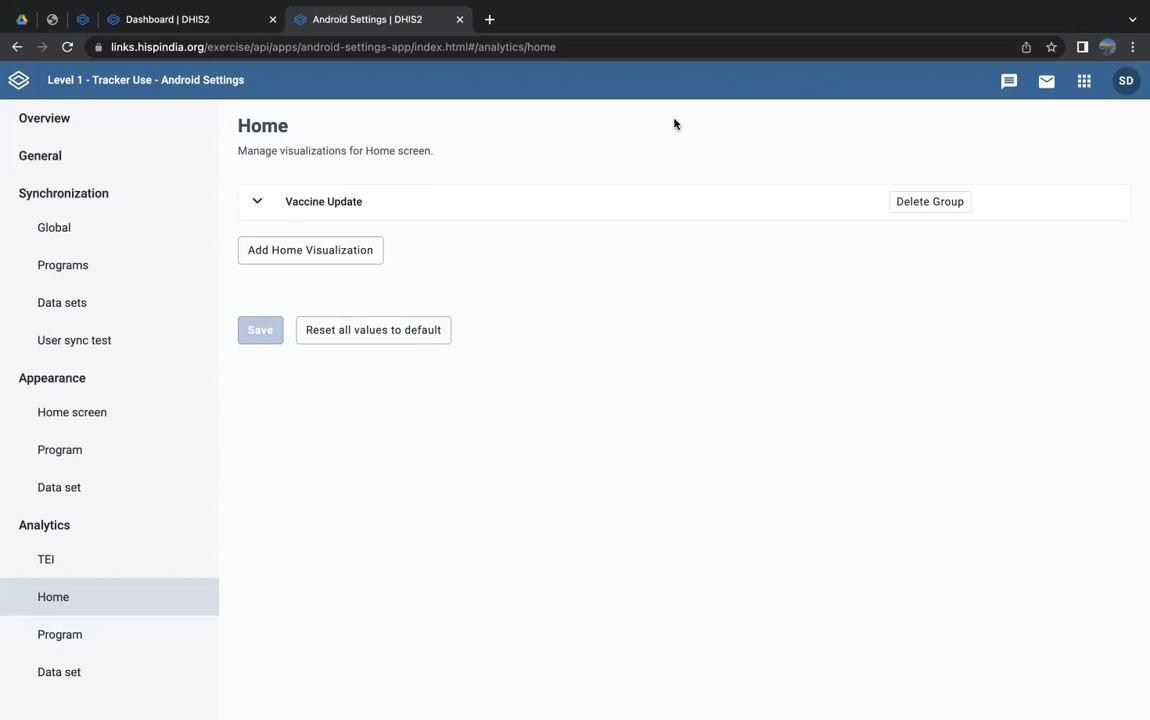 Dashboard | DHIS2
Android Settings | DHIS2
links.hispindia.org/exercise/api/apps/android-settings-app/index.html#/analytics/home
Level 1 - Tracker Use - Android Settings
SD
Overview
General
Synchronization
Global
Programs
Data sets
User sync test
Appearance
Home screen
Program
Data set
Analytics
TEI
Home
Program
Data set
Home
Manage visualizations for Home screen.
Vaccine Update
Delete Group
Add Home Visualization
Save
Reset all values to default